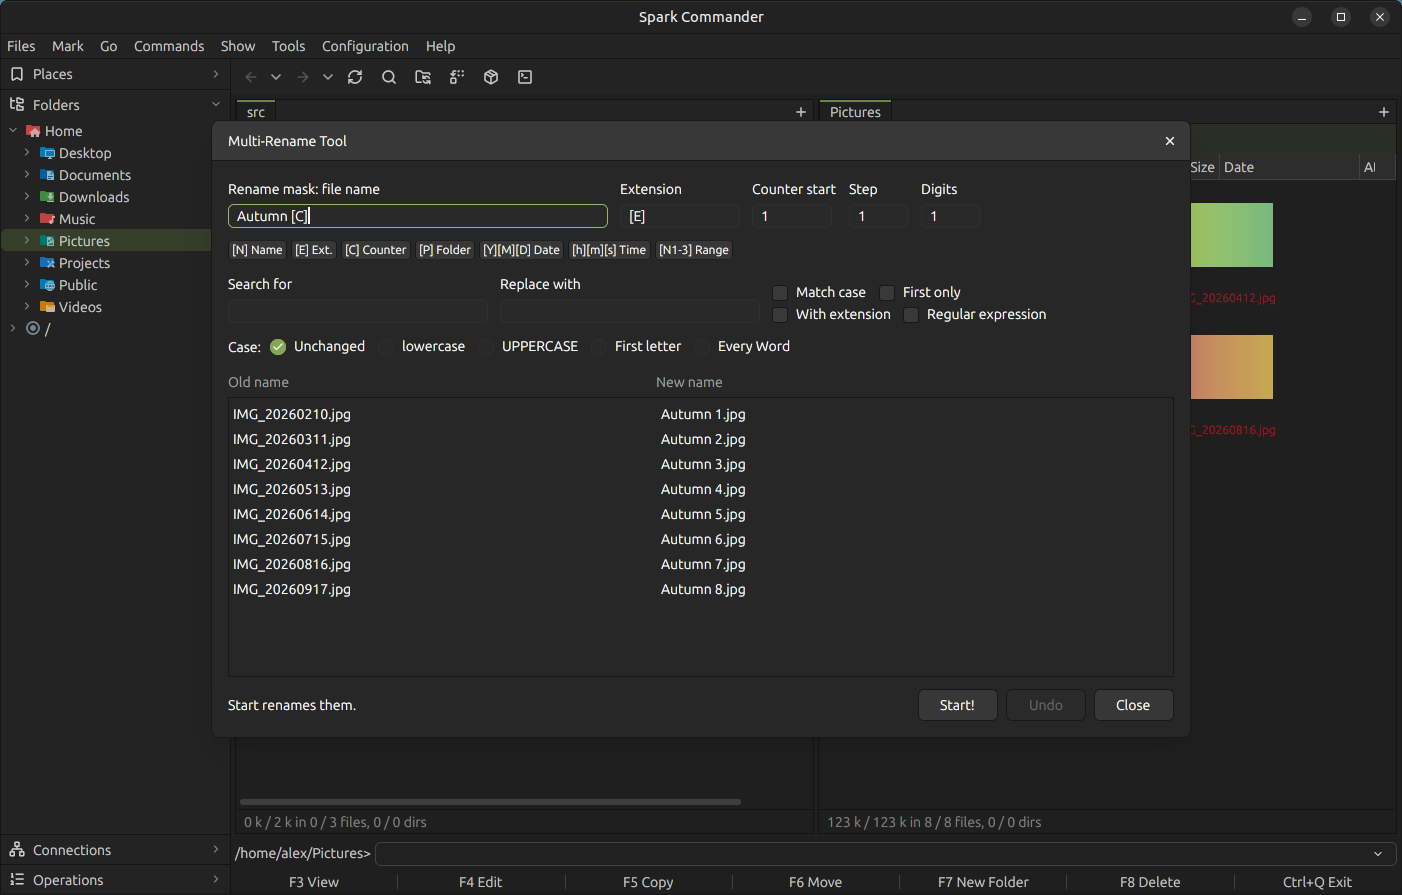 Spark Commander
Files Mark Go Commands Show Tools Configuration Help
Places
Folders
Home
Desktop
Documents
Downloads
Music
Pictures
Projects
Public
Videos
/
src
Pictures
Size Date
Multi-Rename Tool
Rename mask: file name Extension Counter start Step Digits
Autumn [C] [E] 1 1 1
[N] Name [E] Ext. [C] Counter [P] Folder [Y][M][D] Date [h][m][s] Time [N1-3] Range
Search for Replace with
Match case First only
With extension Regular expression
Case: Unchanged lowercase UPPERCASE First letter Every Word
Old name New name
IMG_20260210.jpg Autumn 1.jpg
IMG_20260311.jpg Autumn 2.jpg
IMG_20260412.jpg Autumn 3.jpg
IMG_20260513.jpg Autumn 4.jpg
IMG_20260614.jpg Autumn 5.jpg
IMG_20260715.jpg Autumn 6.jpg
IMG_20260816.jpg Autumn 7.jpg
IMG_20260917.jpg Autumn 8.jpg
Start renames them. Start! Undo Close
G_20260412.jpg
G_20260816.jpg
0 k / 2 k in 0 / 3 files, 0 / 0 dirs
123 k / 123 k in 8 / 8 files, 0 / 0 dirs
Connections
Operations
/home/alex/Pictures>
F3 View F4 Edit F5 Copy F6 Move F7 New Folder F8 Delete Ctrl+Q Exit